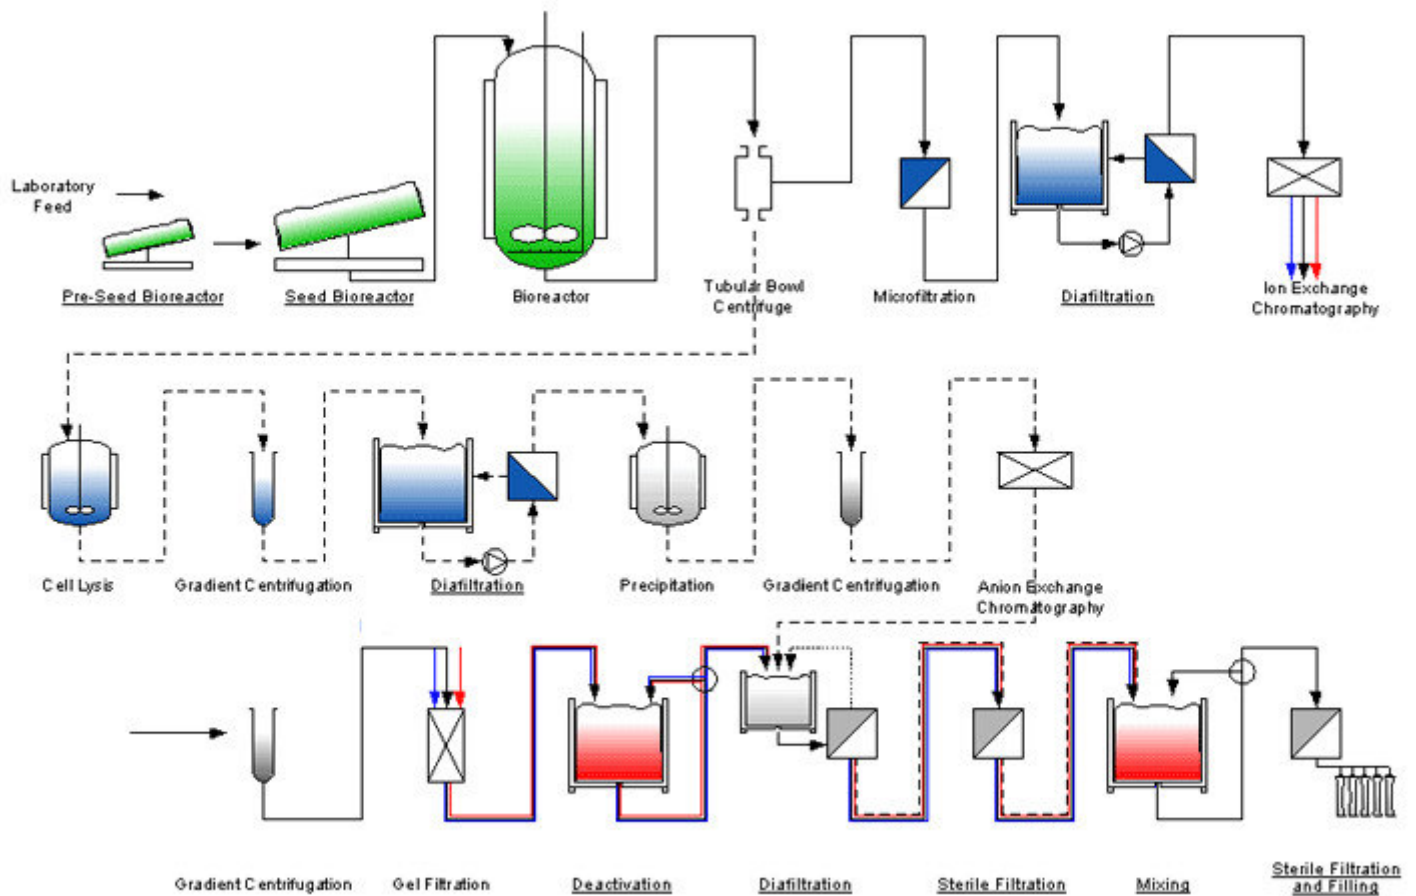 Laboratory
Feed
Pre-Seed Bioreactor
Seed Bioreactor
Bioreactor
Tubular Bowl
Centrifuge
Microfiltration
Diafiltration
Ion Exchange
Chromatography
Cell Lysis
Gradient Centrifugation
Diafiltration
Precipitation
Gradient Centrifugation
Anion Exchange
Chromatography
Gradient Centrifugation
Gel Filtration
Deactivation
Diafiltration
Sterile Filtration
Mixing
Sterile Filtration
and Filling